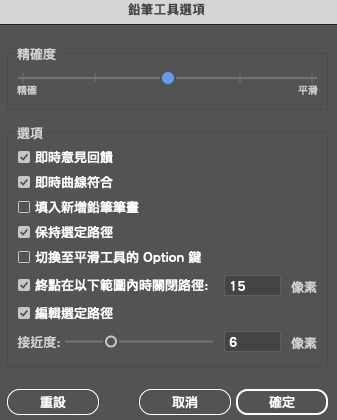 鉛筆工具選項
精確度
精確 平滑
選項
即時意見回饋
即時曲線符合
填入新增鉛筆筆畫
保持選定路徑
切換至平滑工具的 Option 鍵
終點在以下範圍內時關閉路徑: 15 像素
編輯選定路徑
接近度: 6 像素
重設 取消 確定